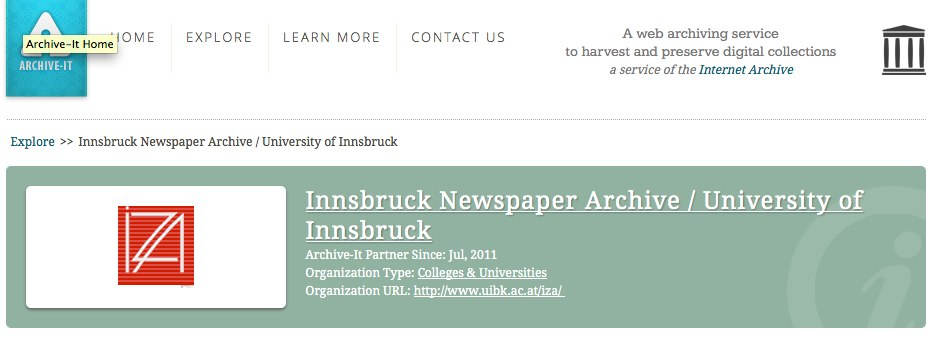 Archive-It Home
ARCHIVE-IT
HOME
EXPLORE
LEARN MORE
CONTACT US
A web archiving service
to harvest and preserve digital collections
a service of the Internet Archive
Explore >> Innsbruck Newspaper Archive / University of Innsbruck
IZA
Innsbruck Newspaper Archive / University of
Innsbruck
Archive-It Partner Since: Jul, 2011
Organization Type: Colleges & Universities
Organization URL: http://www.uibk.ac.at/iza/